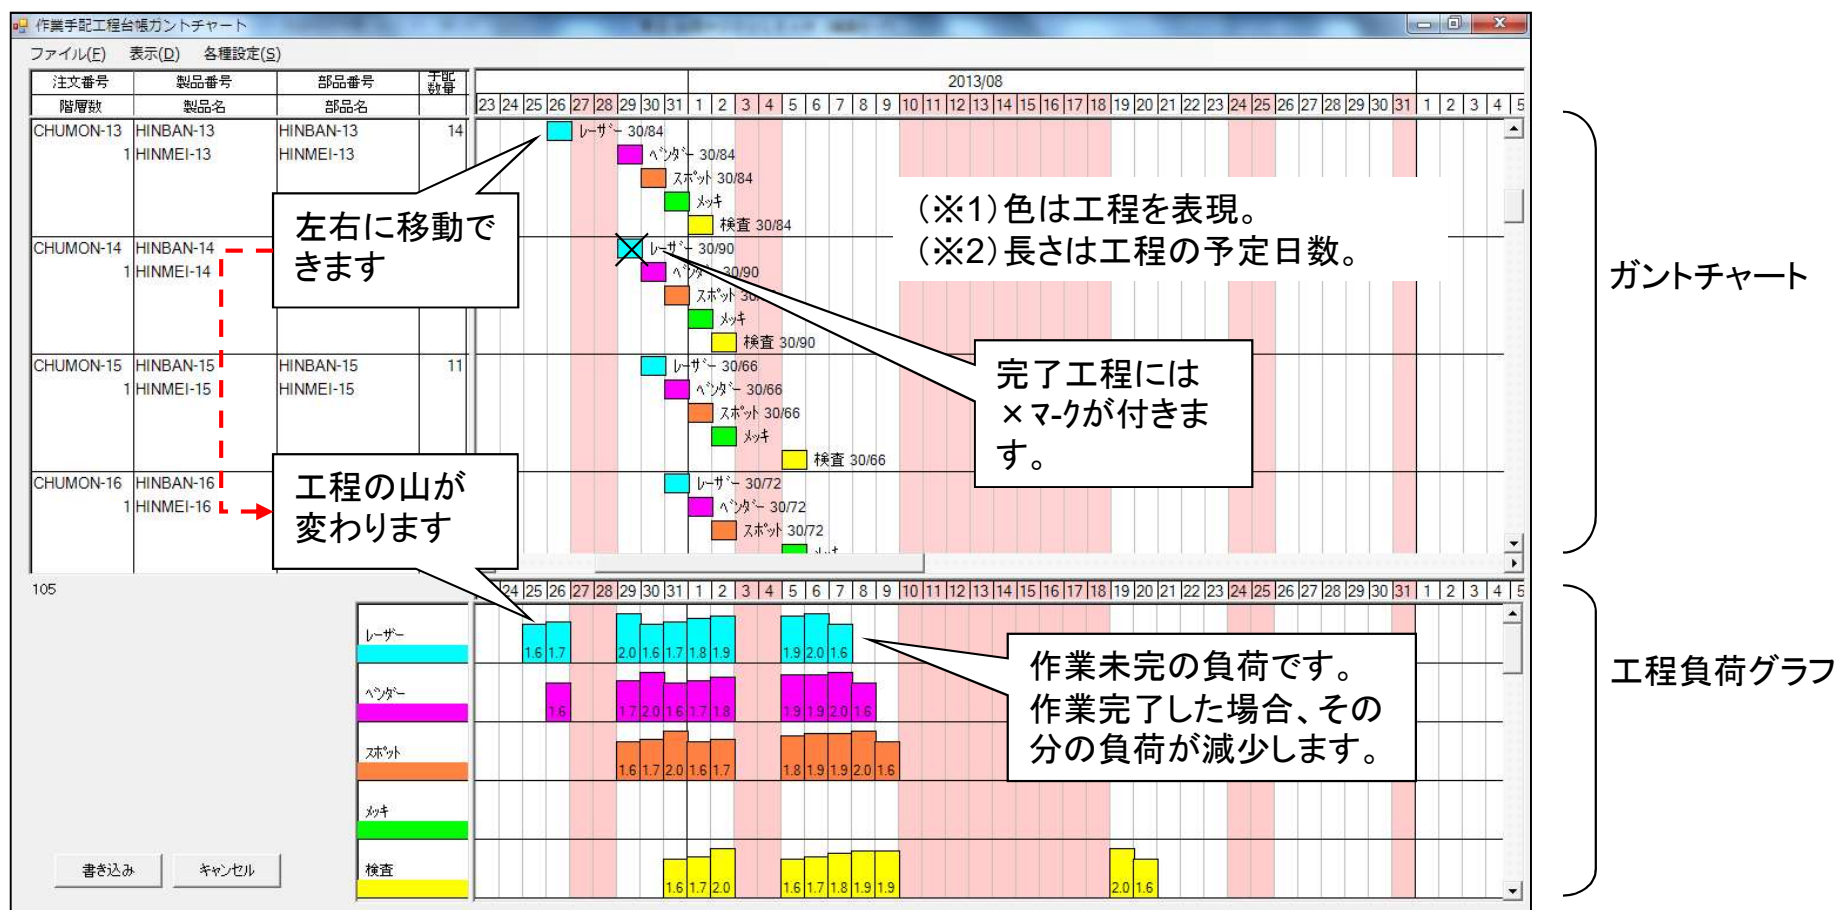 作業手配工程台帳ガントチャート
ファイル(F) 表示(D) 各種設定(S)
注文番号 製品番号 部品番号 手配数量
階層数 製品名 部品名
2013/08
23 24 25 26 27 28 29 30 31 1 2 3 4 5 6 7 8 9 10 11 12 13 14 15 16 17 18 19 20 21 22 23 24 25 26 27 28 29 30 31 1 2 3 4 5
CHUMON-13 HINBAN-13 HINBAN-13 14 レーザー 30/84
1 HINMEI-13 HINMEI-13 ベンダー 30/84
スポット 30/84
メッキ
検査 30/84
左右に移動で
きます
(※1)色は工程を表現。
(※2)長さは工程の予定日数。
CHUMON-14 HINBAN-14 レーザー 30/90
1 HINMEI-14 ベンダー 30/90
スポット
メッキ
検査 30/90
CHUMON-15 HINBAN-15 HINBAN-15 11 レーザー 30/66
1 HINMEI-15 HINMEI-15 ベンダー 30/66
スポット 30/66
メッキ
検査 30/66
完了工程には
×マークが付きま
す。
CHUMON-16 HINBAN-16 レーザー 30/72
1 HINMEI-16 ベンダー 30/72
スポット 30/72
工程の山が
変わります
ガントチャート
105
24 25 26 27 28 29 30 31 1 2 3 4 5 6 7 8 9 10 11 12 13 14 15 16 17 18 19 20 21 22 23 24 25 26 27 28 29 30 31 1 2 3 4 5
レーザー 1.6 1.7 2.0 1.6 1.7 1.8 1.9 1.9 2.0 1.6
ベンダー 1.6 1.7 2.0 1.6 1.7 1.8 1.9 1.9 2.0 1.6
スポット 1.6 1.7 2.0 1.6 1.7 1.8 1.9 1.9 2.0 1.6
メッキ
検査 1.6 1.7 2.0 1.6 1.7 1.8 1.9 1.9 2.0 1.6
作業未完の負荷です。
作業完了した場合、その
分の負荷が減少します。
工程負荷グラフ
書き込み キャンセル